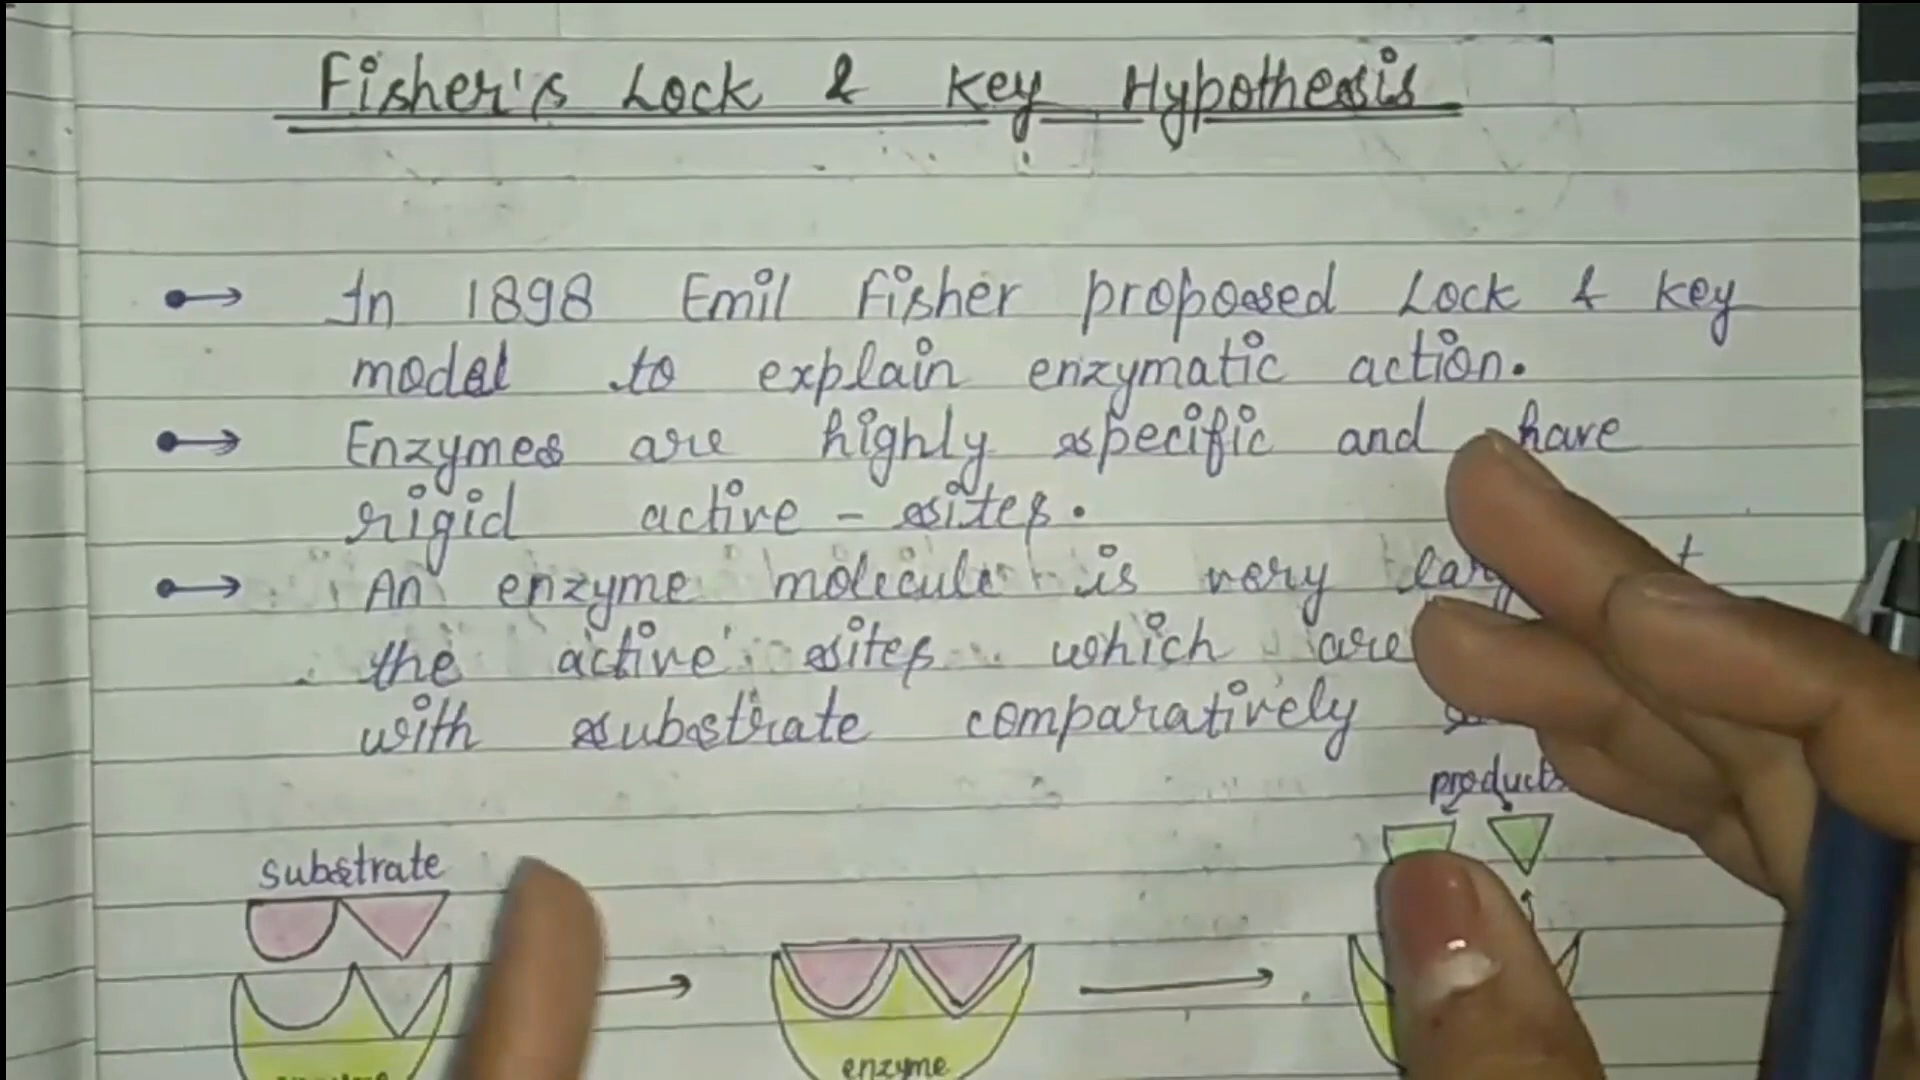 Fisher's Lock & Key Hypothesis
In 1898 Emil Fisher proposed Lock & Key
model to explain enzymatic action.
Enzymes are highly specific and have
rigid active - sites.
An enzyme molecule is very
the active sites which are
with substrate comparatively
products
substrate
enzyme